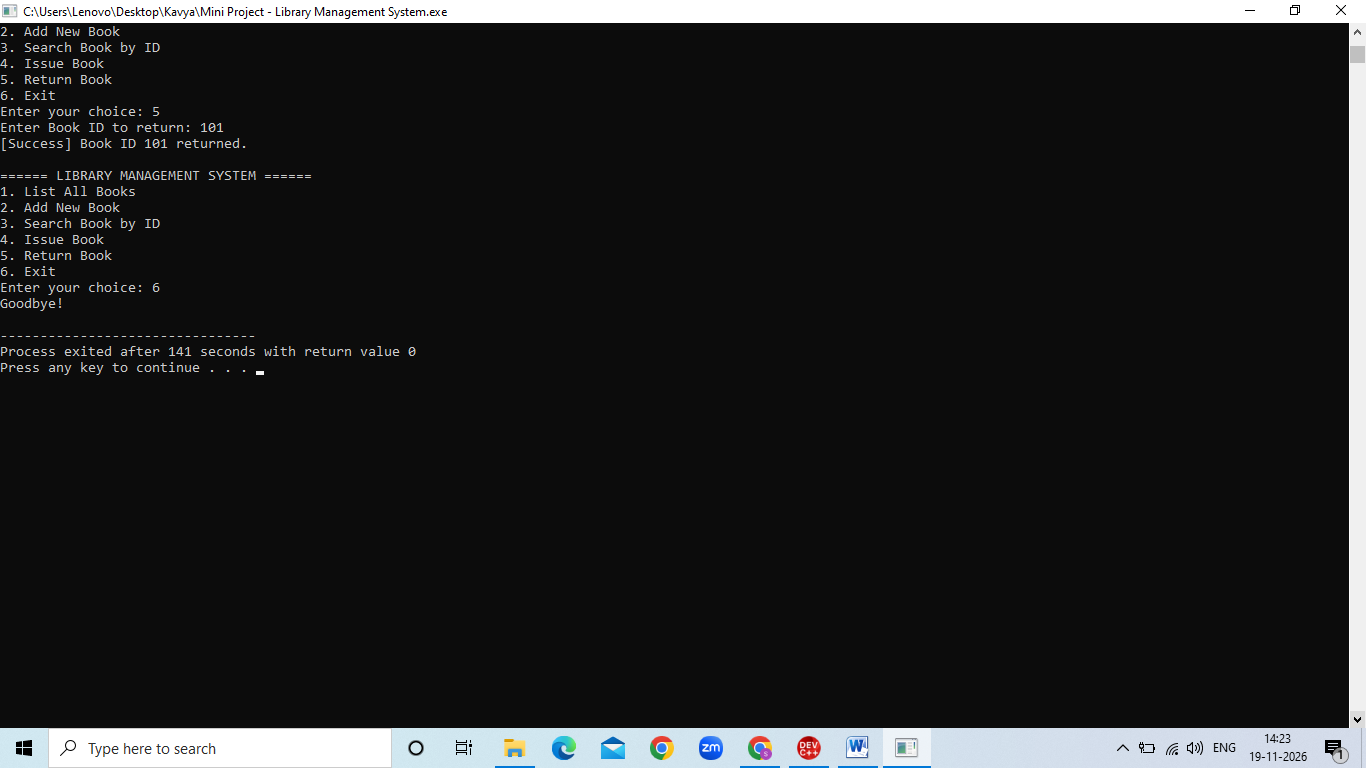 C:\Users\Lenovo\Desktop\Kavya\Mini Project - Library Management System.exe
2. Add New Book
3. Search Book by ID
4. Issue Book
5. Return Book
6. Exit
Enter your choice: 5
Enter Book ID to return: 101
[Success] Book ID 101 returned.
====== LIBRARY MANAGEMENT SYSTEM ======
1. List All Books
2. Add New Book
3. Search Book by ID
4. Issue Book
5. Return Book
6. Exit
Enter your choice: 6
Goodbye!
--------------------------------
Process exited after 141 seconds with return value 0
Press any key to continue . . .
Type here to search
zm
S
DEV
C++
W
ENG
14:23
19-11-2026
1